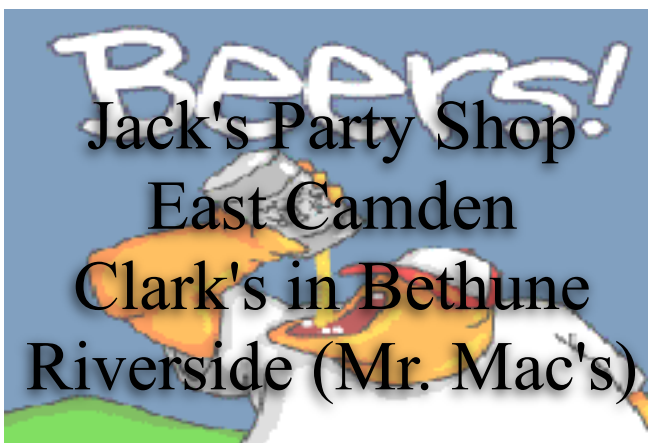 Beers!
Jack's Party Shop
East Camden
Clark's in Bethune
Riverside (Mr. Mac's)